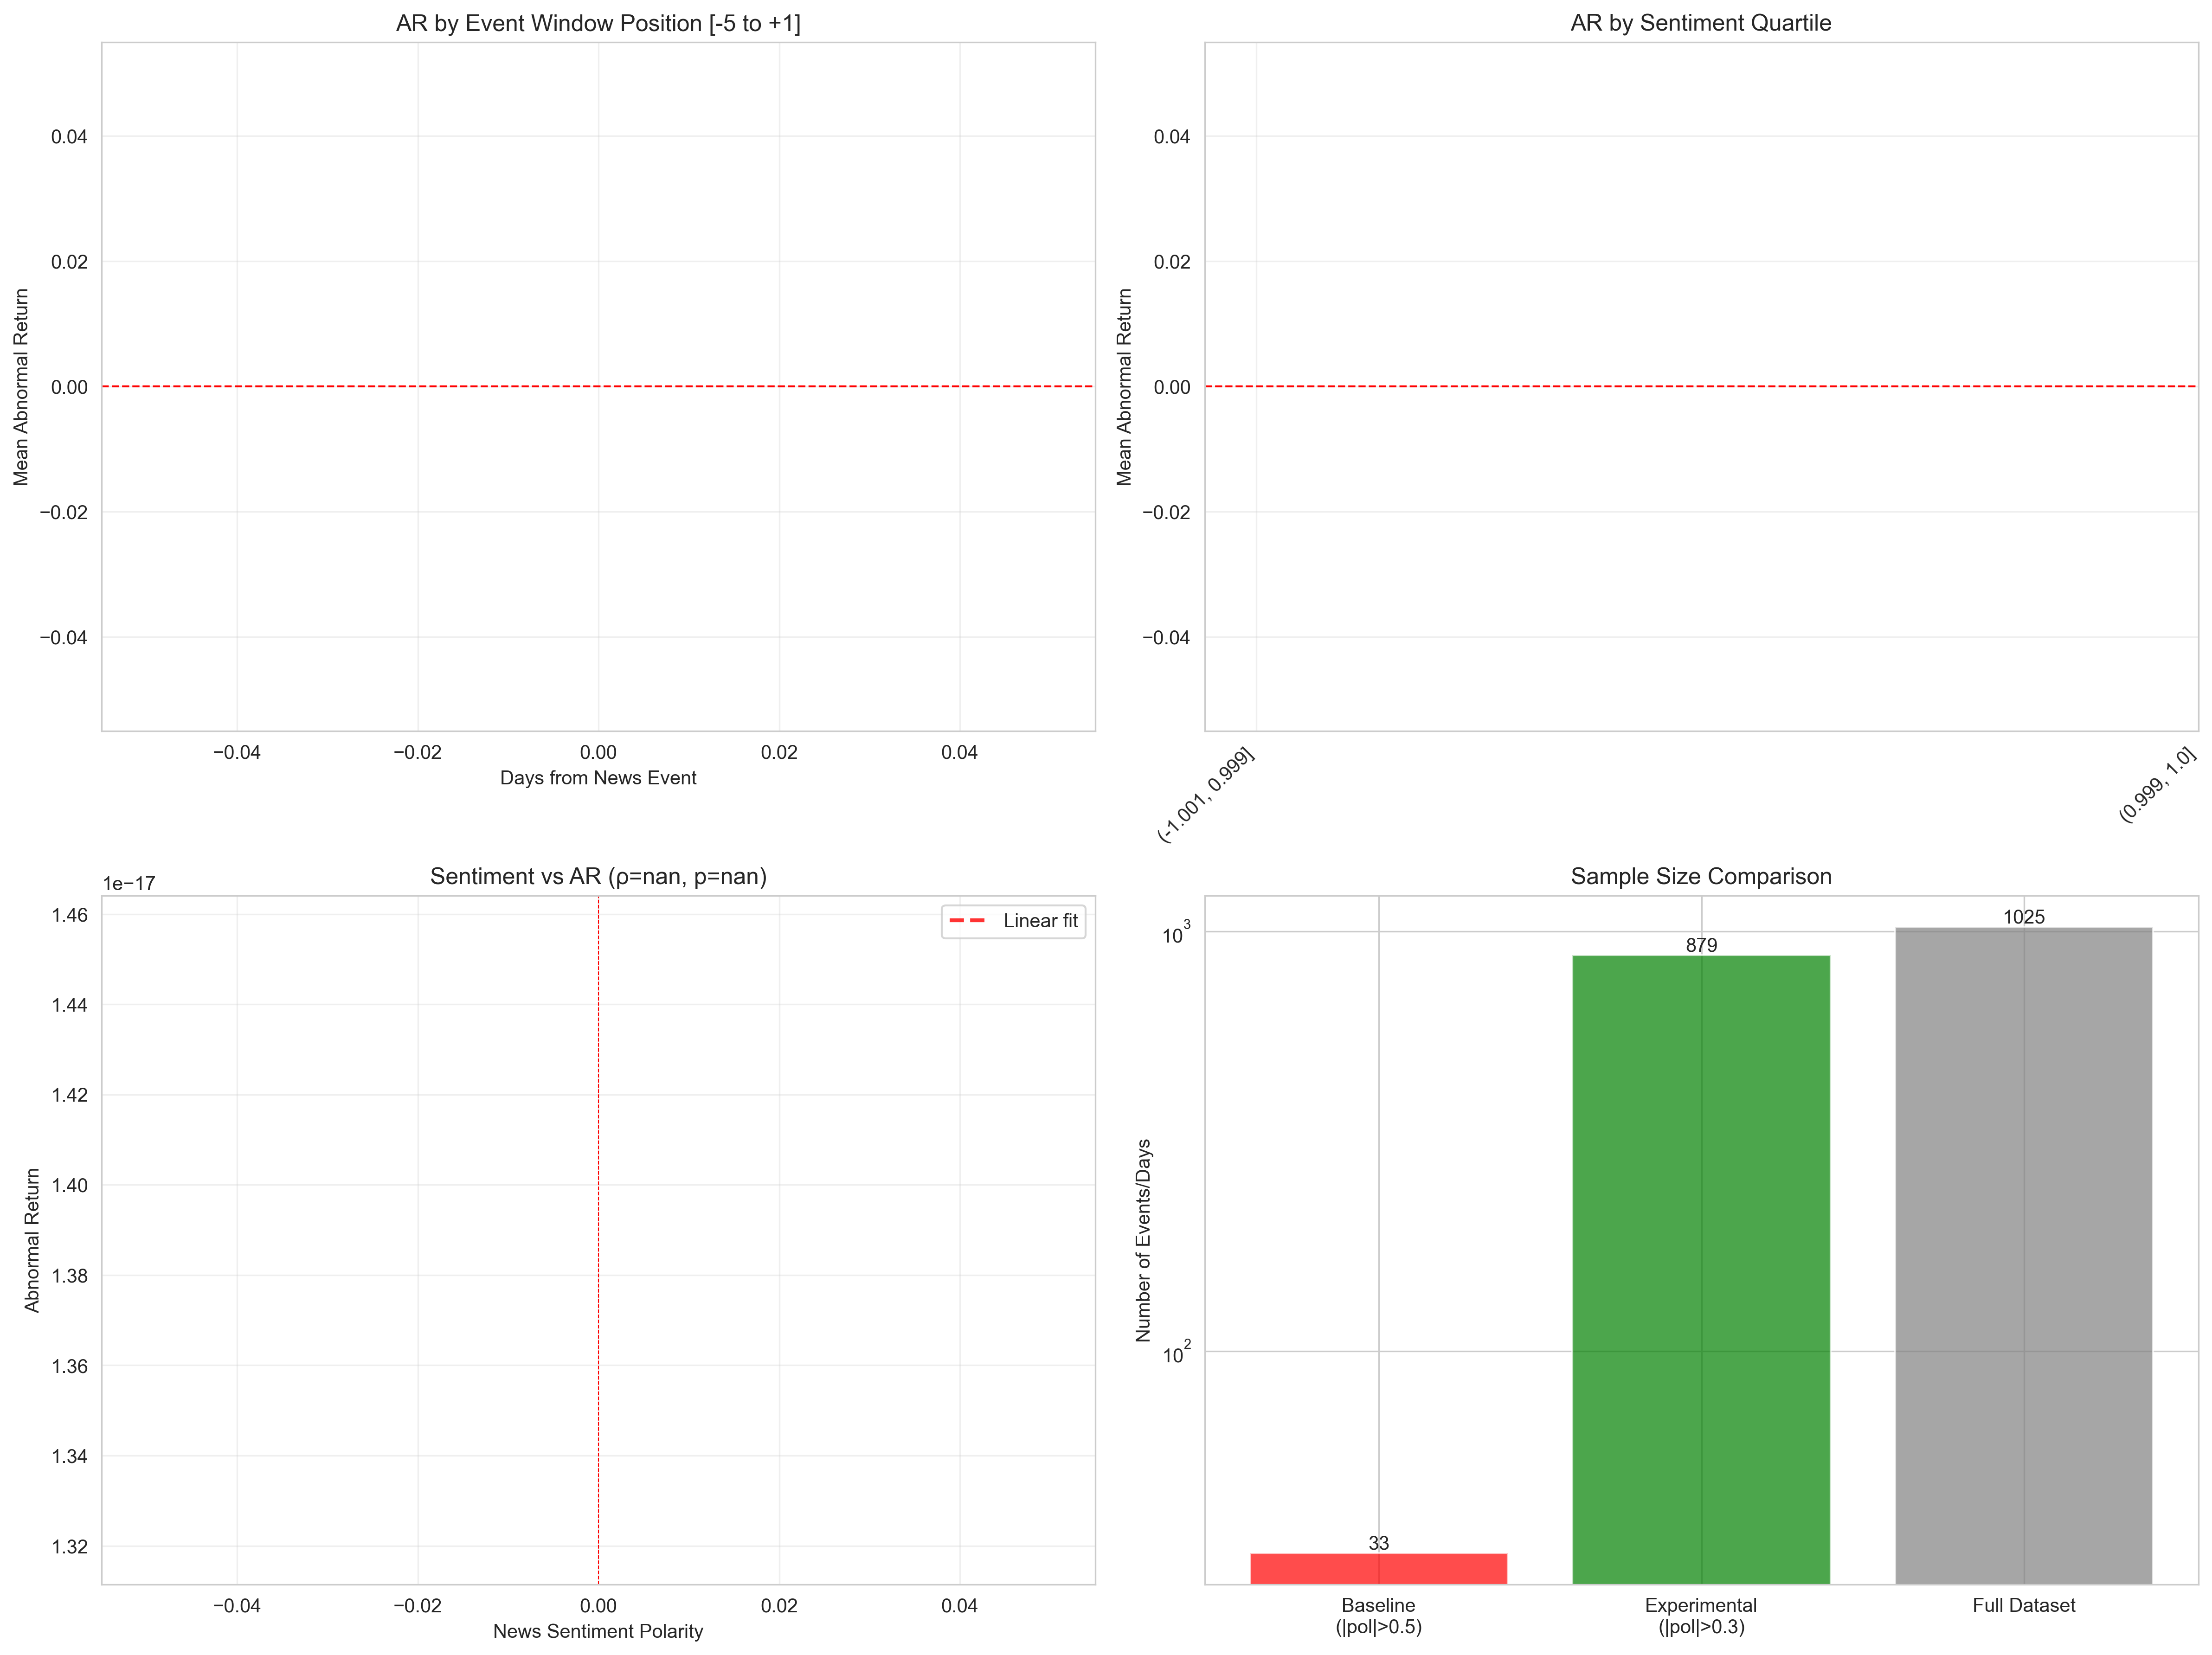 AR by Event Window Position [-5 to +1]
Mean Abnormal Return
0.04
0.02
0.00
−0.02
−0.04
−0.04
−0.02
0.00
0.02
0.04
Days from News Event
AR by Sentiment Quartile
Mean Abnormal Return
0.04
0.02
0.00
−0.02
−0.04
(-1.001, 0.999]
(0.999, 1.0]
Sentiment vs AR (ρ=nan, p=nan)
1e−17
Abnormal Return
1.46
1.44
1.42
1.40
1.38
1.36
1.34
1.32
Linear fit
−0.04
−0.02
0.00
0.02
0.04
News Sentiment Polarity
Sample Size Comparison
Number of Events/Days
10³
10²
33
879
1025
Baseline
(|pol|>0.5)
Experimental
(|pol|>0.3)
Full Dataset